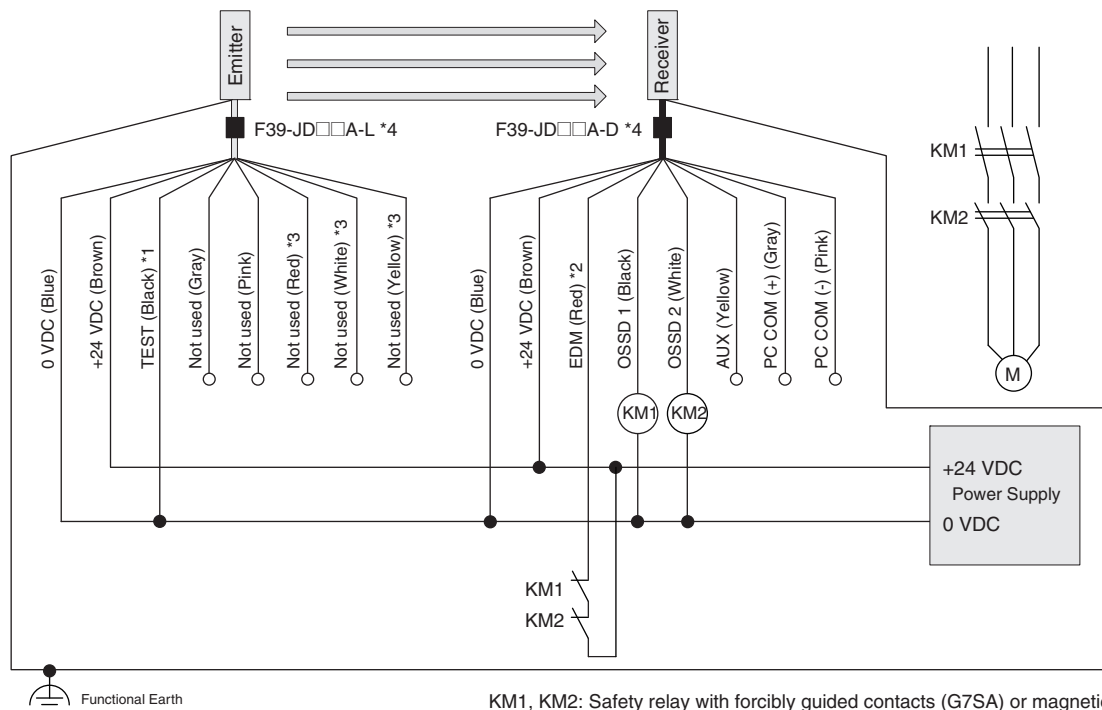 Emitter
Receiver
F39-JD□□A-L *4
F39-JD□□A-D *4
KM1
KM2
0 VDC (Blue)
+24 VDC (Brown)
TEST (Black) *1
Not used (Gray)
Not used (Pink)
Not used (Red) *3
Not used (White) *3
Not used (Yellow) *3
0 VDC (Blue)
+24 VDC (Brown)
EDM (Red) *2
OSSD 1 (Black)
OSSD 2 (White)
AUX (Yellow)
PC COM (+) (Gray)
PC COM (-) (Pink)
M
KM1
KM2
+24 VDC
Power Supply
0 VDC
KM1
KM2
Functional Earth
KM1, KM2: Safety relay with forcibly guided contacts (G7SA) or magnetic